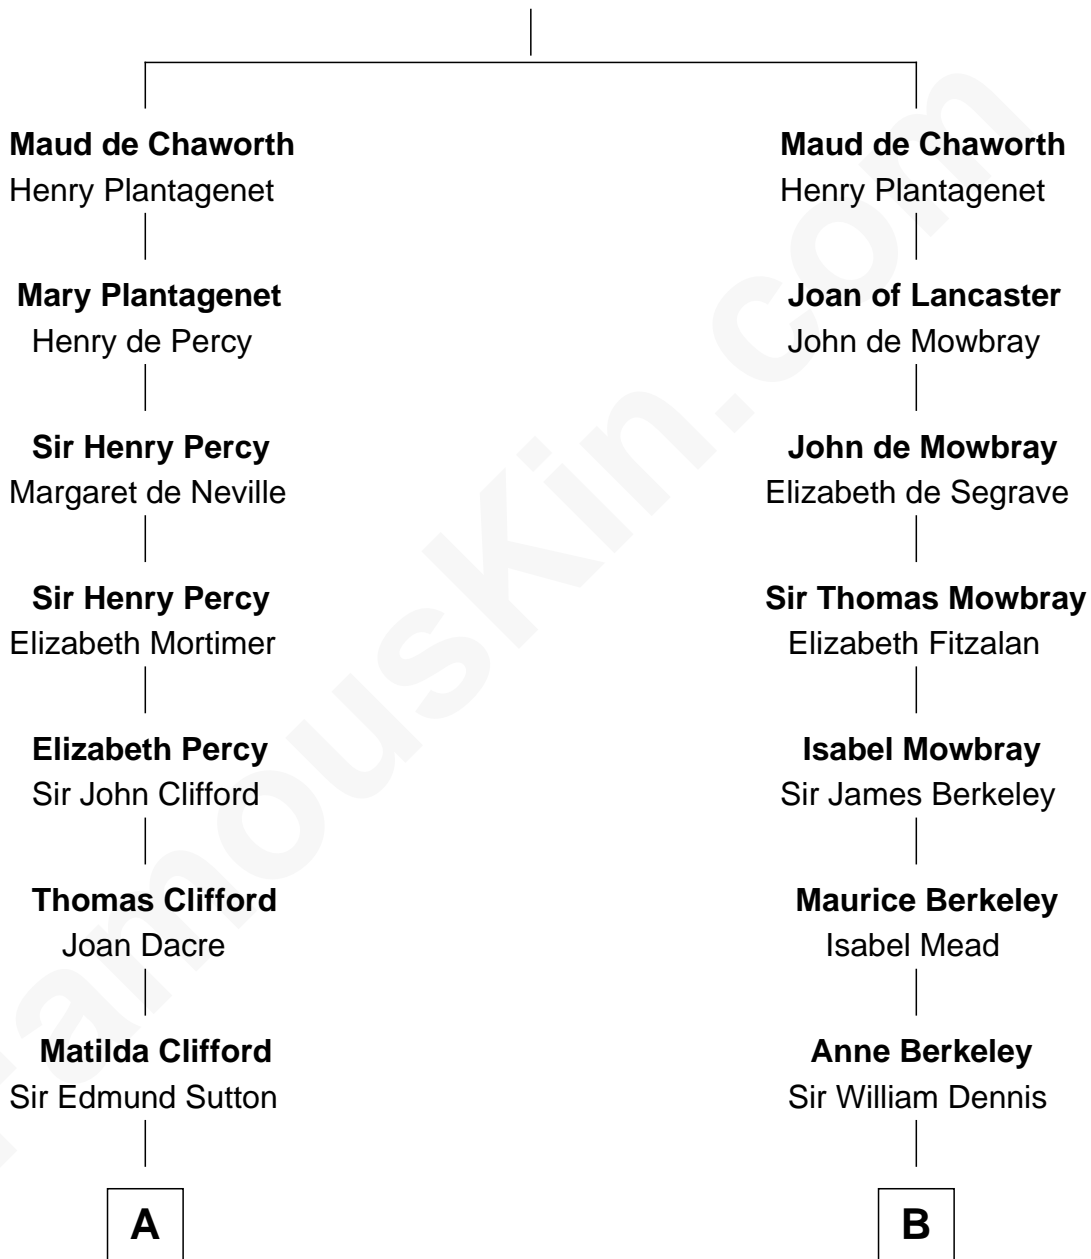 Maud de Chaworth
Henry Plantagenet
Mary Plantagenet
Henry de Percy
Sir Henry Percy
Margaret de Neville
Sir Henry Percy
Elizabeth Mortimer
Elizabeth Percy
Sir John Clifford
Thomas Clifford
Joan Dacre
Matilda Clifford
Sir Edmund Sutton
A
Maud de Chaworth
Henry Plantagenet
Joan of Lancaster
John de Mowbray
John de Mowbray
Elizabeth de Segrave
Sir Thomas Mowbray
Elizabeth Fitzalan
Isabel Mowbray
Sir James Berkeley
Maurice Berkeley
Isabel Mead
Anne Berkeley
Sir William Dennis
B
FamousKin.com